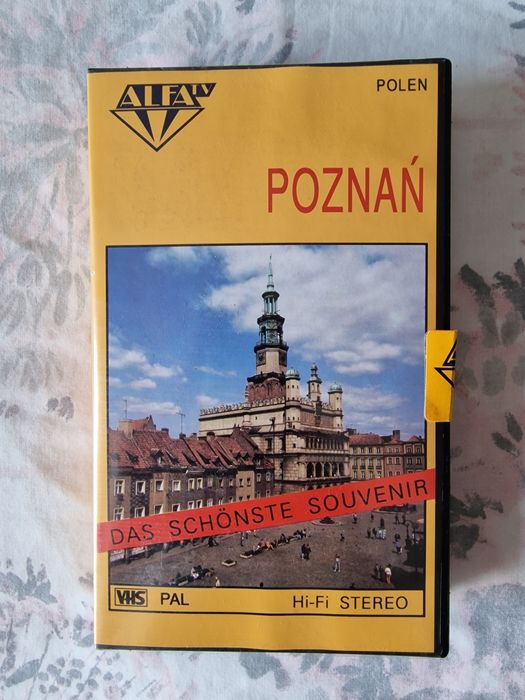 ALFA TV
POLEN
POZNAŃ
DAS SCHÖNSTE SOUVENIR
VHS PAL
Hi-Fi STEREO